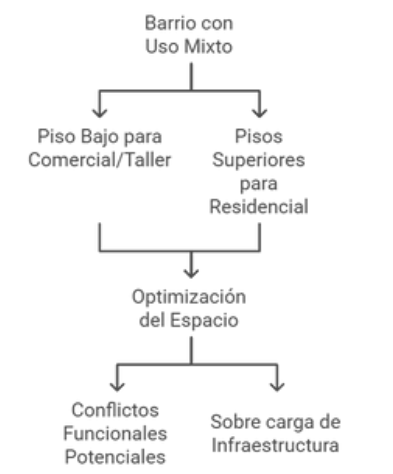 Barrio con
Uso Mixto
Piso Bajo para
Comercial/Taller
Pisos
Superiores
para
Residencial
Optimización
del Espacio
Conflictos
Funcionales
Potenciales
Sobre carga de
Infraestructura